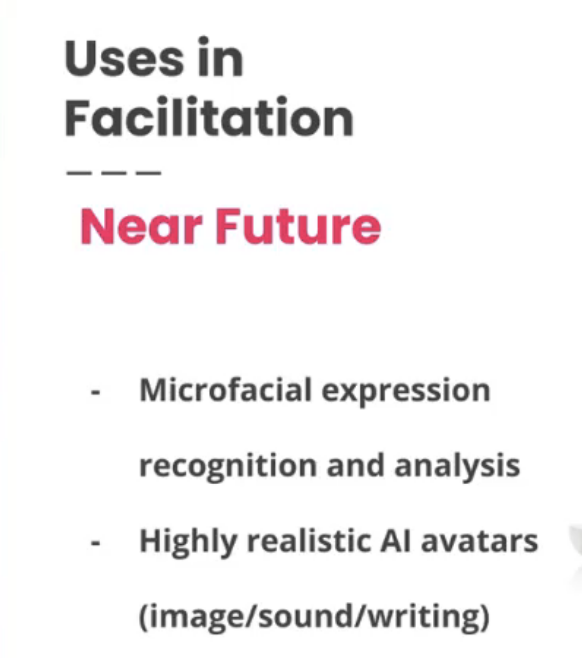 Uses in
Facilitation
———
Near Future
- Microfacial expression
recognition and analysis
- Highly realistic AI avatars
(image/sound/writing)